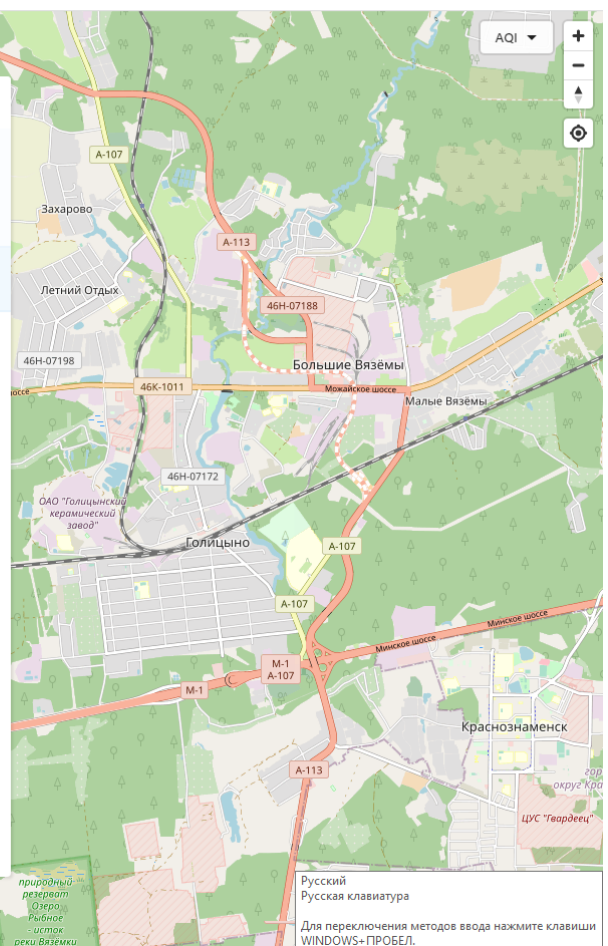 AQI
+
−
А-107
Захарово
А-113
Летний Отдых
46Н-07188
46Н-07198
Большие Вязёмы
46К-1011
Можайское шоссе
шоссе
Малые Вязёмы
46Н-07172
ОАО "Голицынский
керамический
завод"
Голицыно
А-107
А-107
Минское шоссе
Минское шоссе
М-1
А-107
М-1
Краснознаменск
А-113
гор
округ Кра
ЦУС "Гвардеец"
природный
резерват
Озеро
Рыбное
- исток
реки Вязёмки
Русский
Русская клавиатура
Для переключения методов ввода нажмите клавиши
WINDOWS+ПРОБЕЛ.